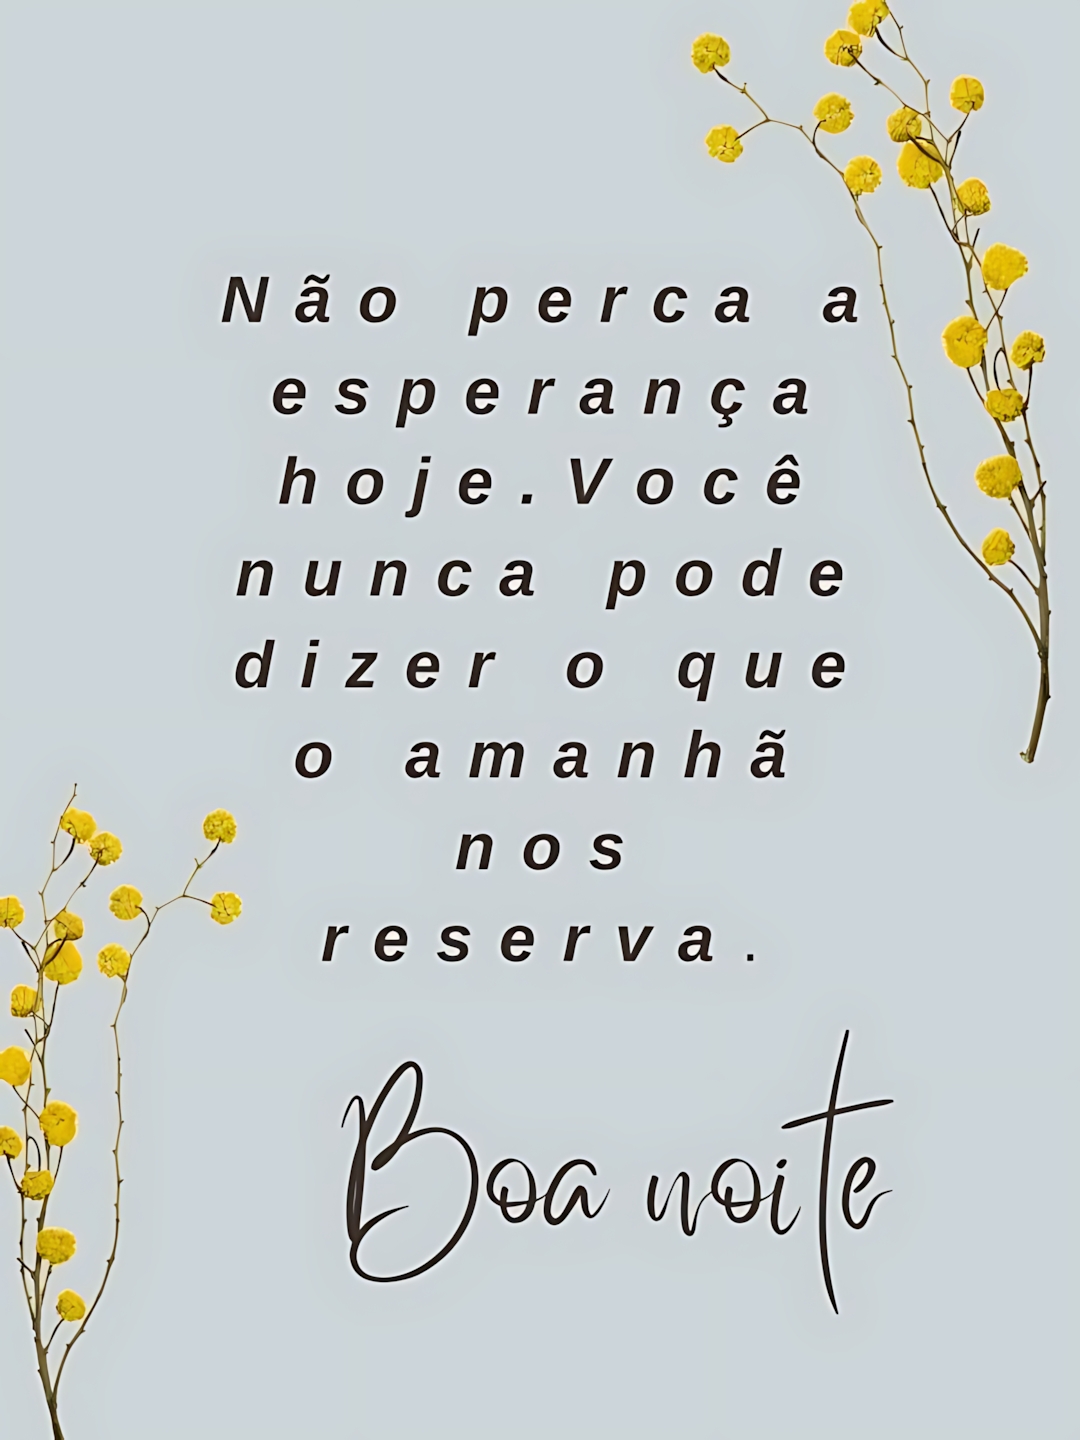 Não perca a
esperança
hoje.Você
nunca pode
dizer o que
o amanhã
nos
reserva.
Boa noite